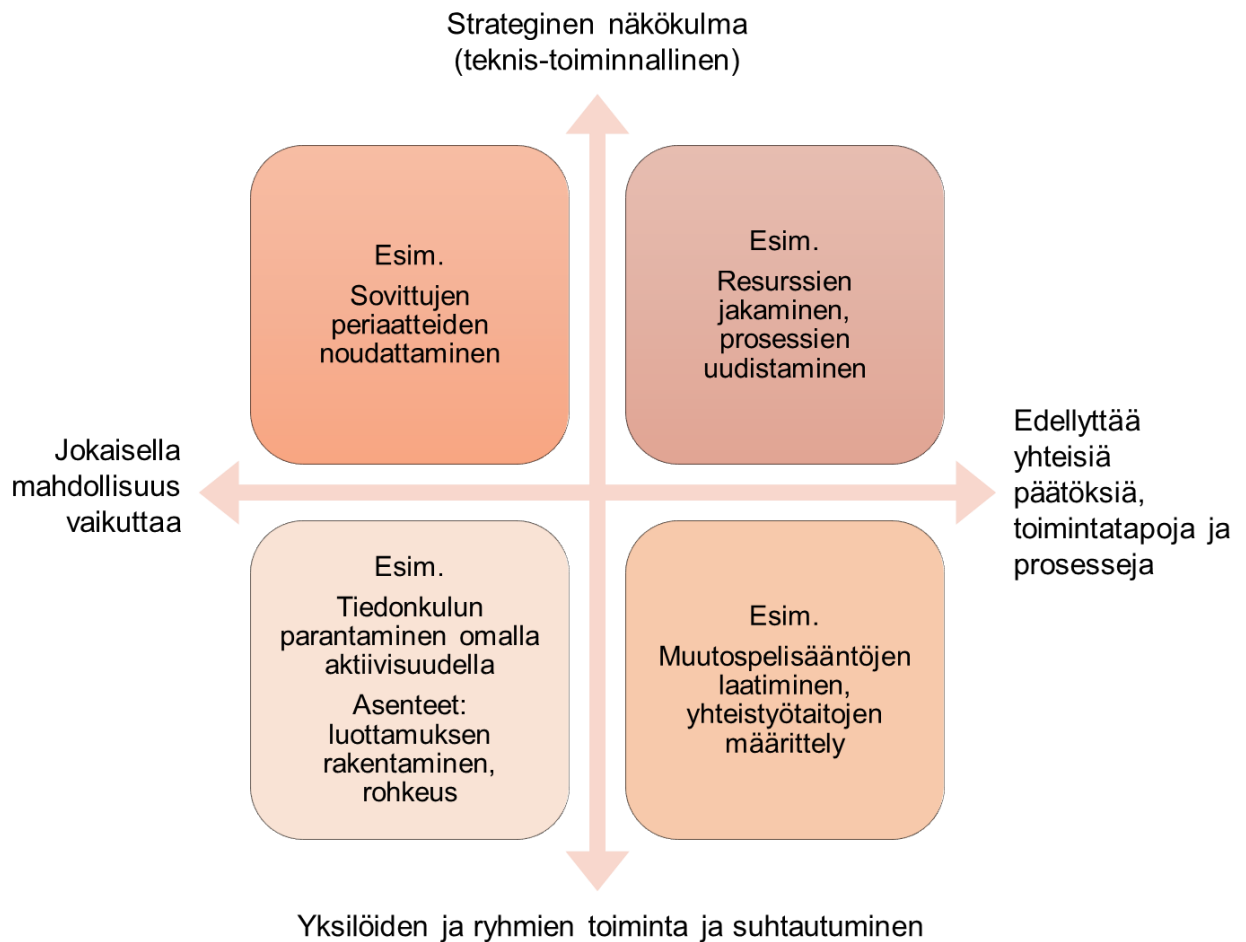 Strateginen näkökulma
(teknis-toiminnallinen)
Esim.
Sovittujen
periaatteiden
noudattaminen
Esim.
Resurssien
jakaminen,
prosessien
uudistaminen
Jokaisella
mahdollisuus
vaikuttaa
Edellyttää
yhteisiä
päätöksiä,
toimintatapoja ja
prosesseja
Esim.
Tiedonkulun
parantaminen omalla
aktiivisuudella
Asenteet:
luottamuksen
rakentaminen,
rohkeus
Esim.
Muutospelisääntöjen
laatiminen,
yhteistyötaitojen
määrittely
Yksilöiden ja ryhmien toiminta ja suhtautuminen